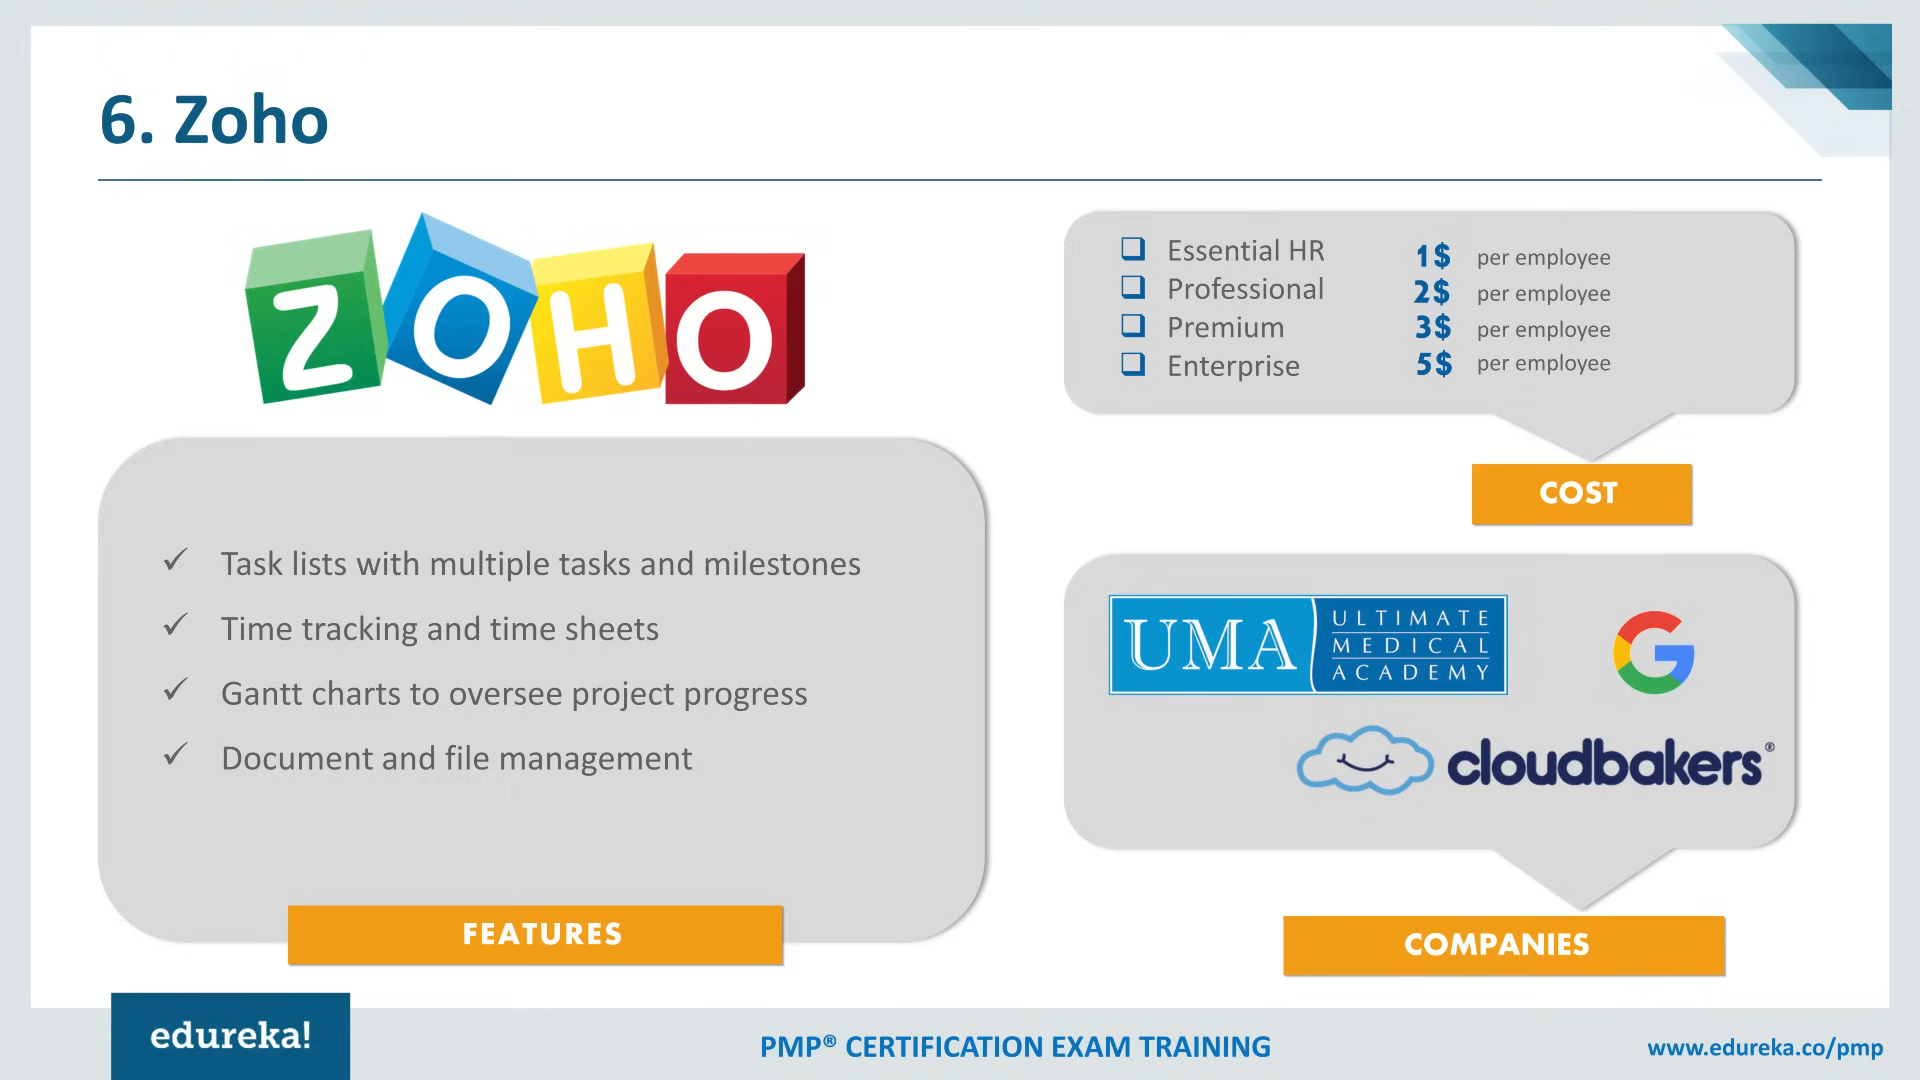 6. Zoho
ZOHO
Essential HR 1$ per employee
Professional 2$ per employee
Premium 3$ per employee
Enterprise 5$ per employee
COST
Task lists with multiple tasks and milestones
Time tracking and time sheets
Gantt charts to oversee project progress
Document and file management
FEATURES
UMA
ULTIMATE
MEDICAL
ACADEMY
G
cloudbakers®
COMPANIES
edureka!
PMP® CERTIFICATION EXAM TRAINING
www.edureka.co/pmp